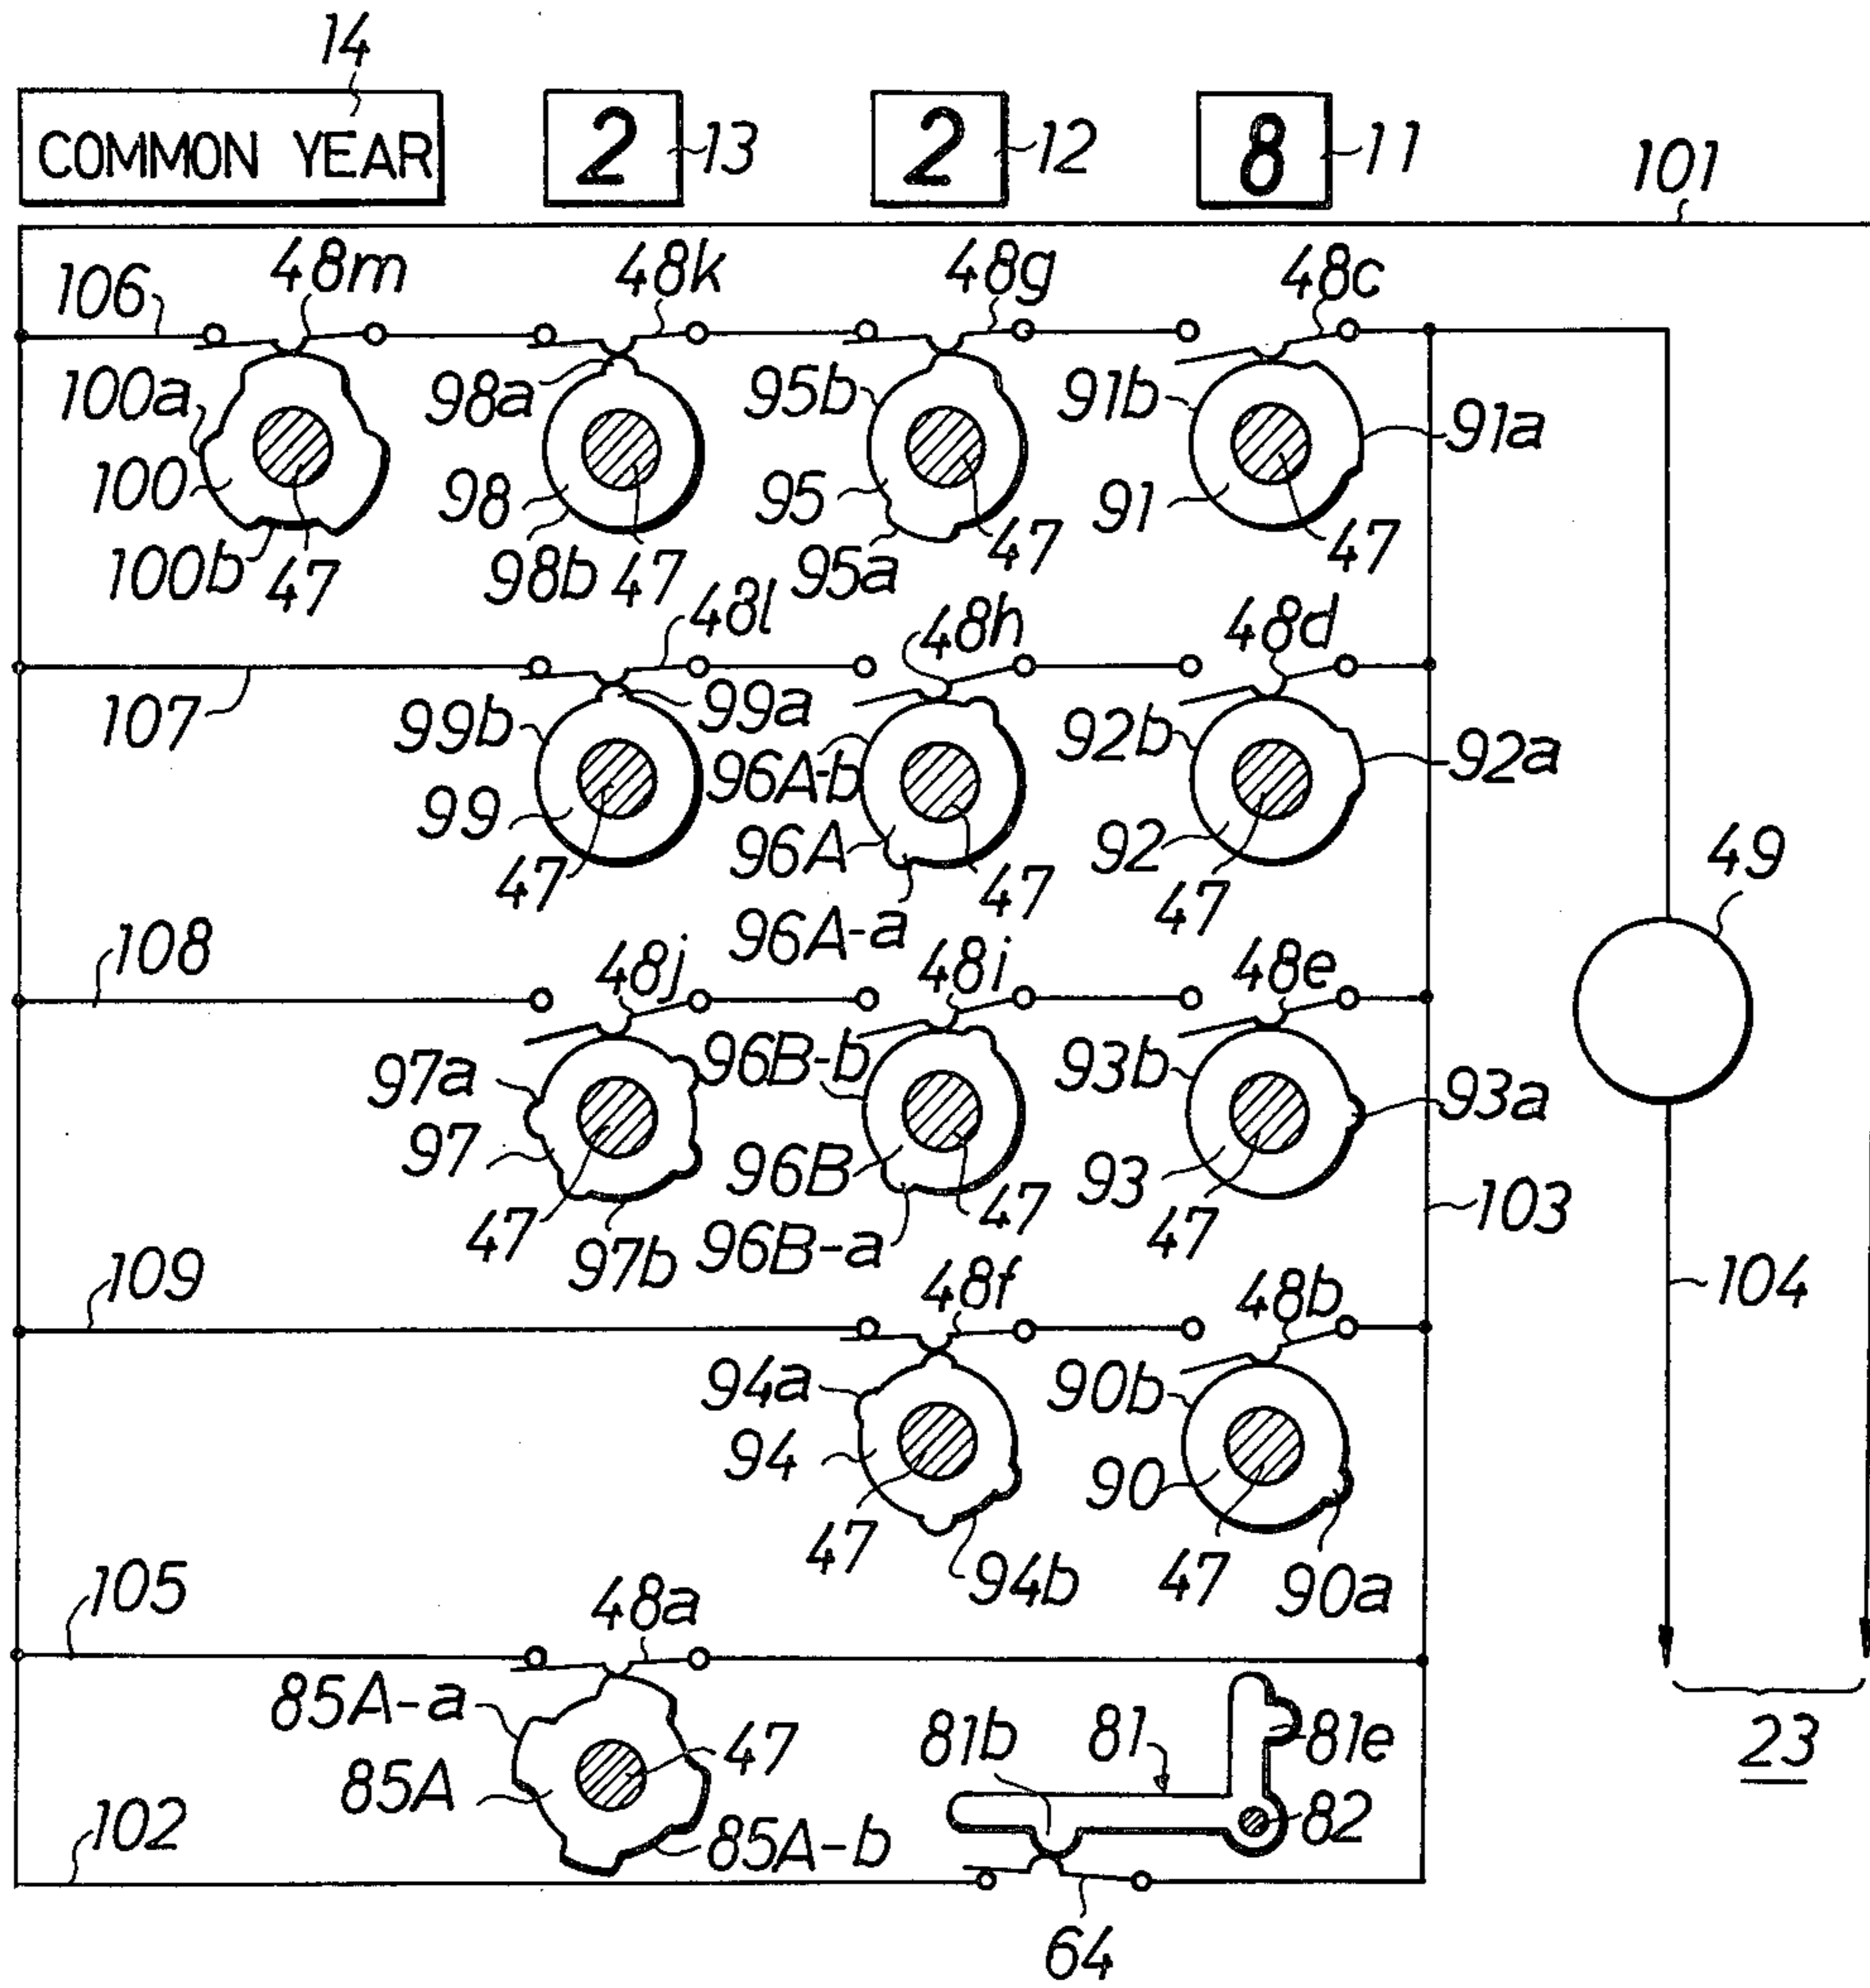 14
COMMON YEAR 2 13 2 12 8 11
101
106 48m 48k 48g 48c
100a 98a 95b 91b 91a
100 98 95 91
100b 47 98b 47 95a 47 47
48l 48h 48d
107 99b 99a 96A-b 92b 92a
99 96A 92 49
47 96A-a 47 47
108 48j 48i 48e
97a 96B-b 93b 93a
97 96B 93
47 97b 96B-a 47 47 103
109 48f 48b 104
94a 90b
94 90
47 94b 47 90a
105 48a
85A-a 81b 81 81e
85A 47 82 23
102 85A-b
64